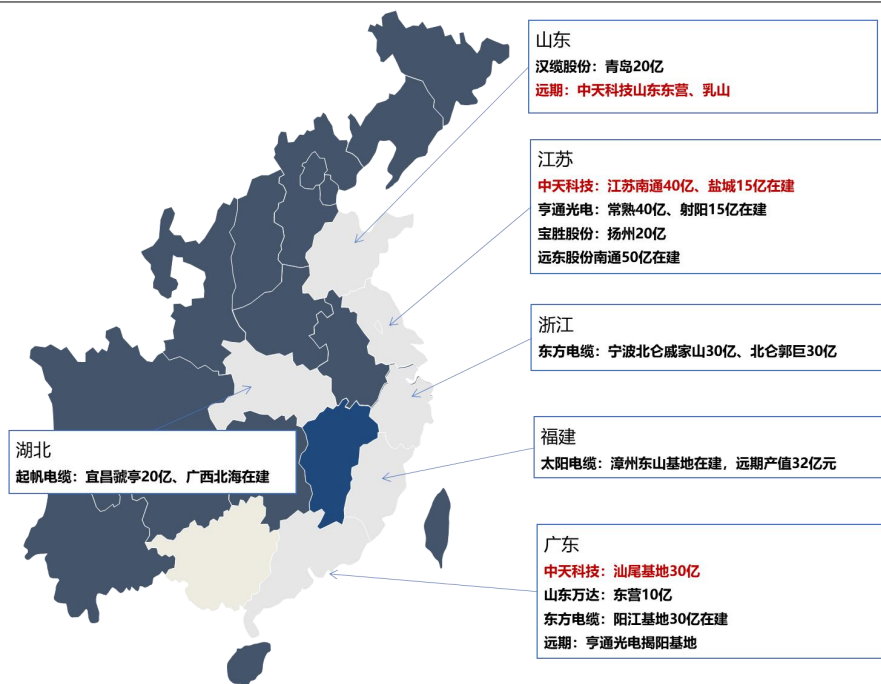 山东
汉缆股份：青岛20亿
远期：中天科技山东东营、乳山
江苏
中天科技：江苏南通40亿、盐城15亿在建
亨通光电：常熟40亿、射阳15亿在建
宝胜股份：扬州20亿
远东股份南通50亿在建
浙江
东方电缆：宁波北仑戚家山30亿、北仑郭巨30亿
湖北
起帆电缆：宜昌虢亭20亿、广西北海在建
福建
太阳电缆：漳州东山基地在建，远期产值32亿元
广东
中天科技：汕尾基地30亿
山东万达：东营10亿
东方电缆：阳江基地30亿在建
远期：亨通光电揭阳基地